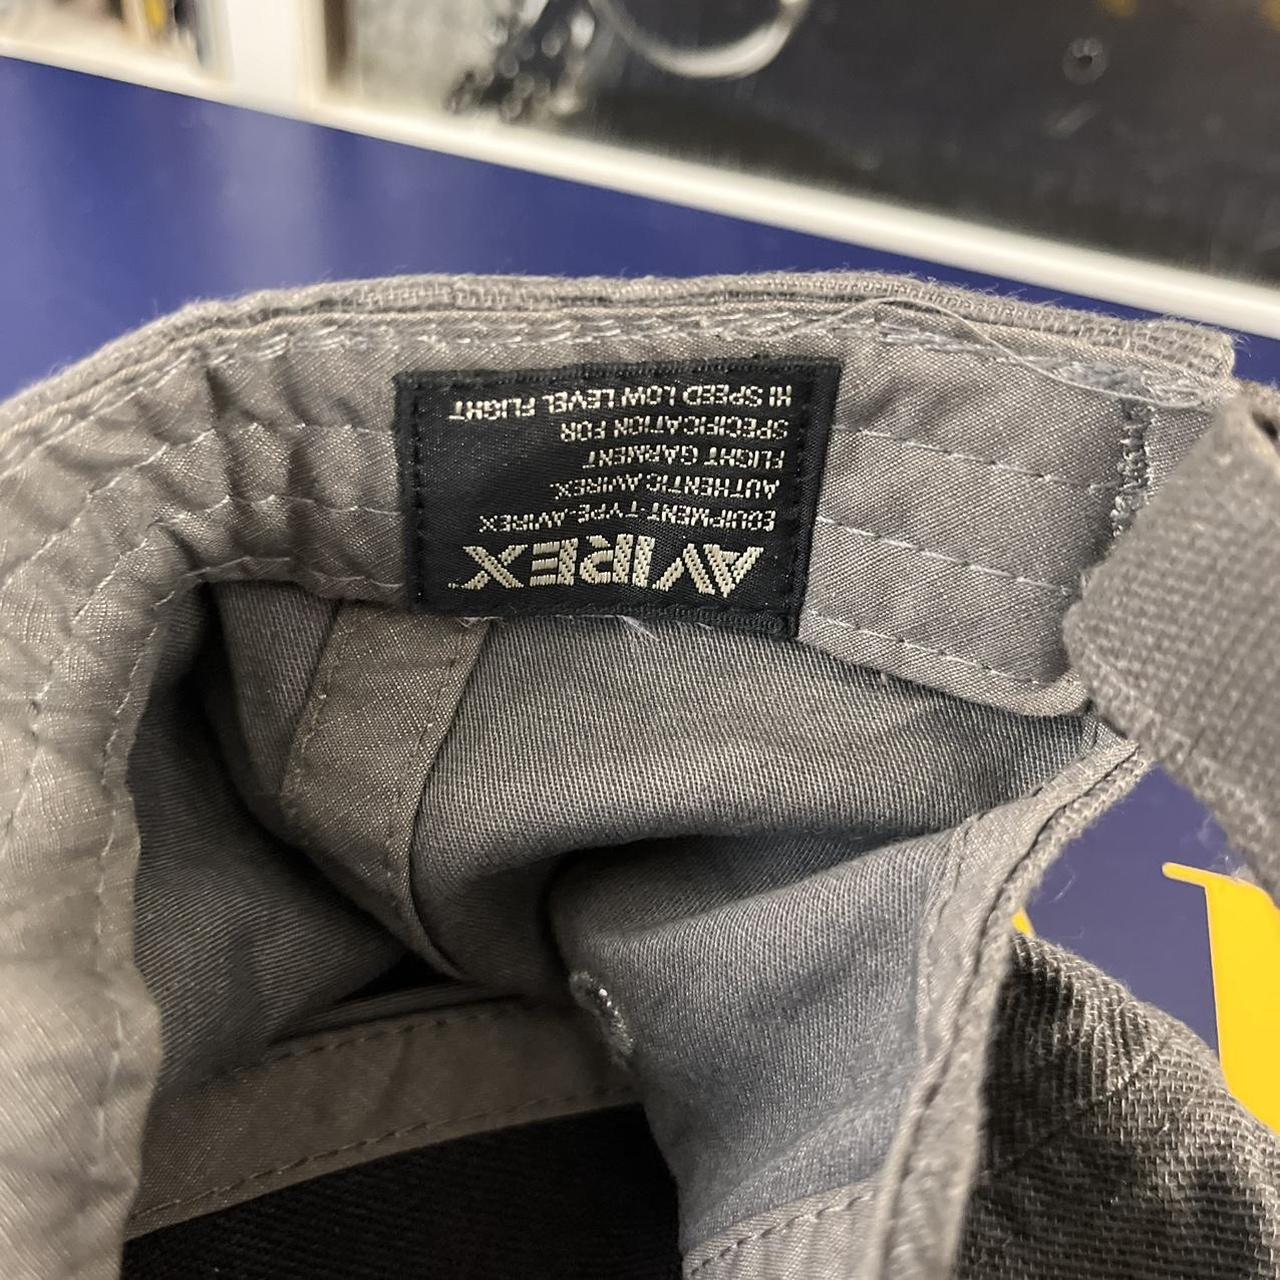 AVIREX
EQUIPMENT-TYPE-AVIREX
AUTHENTIC AVIREX
FLIGHT GARMENT
SPECIFICATION FOR
HI SPEED LOW LEVEL FLIGHT